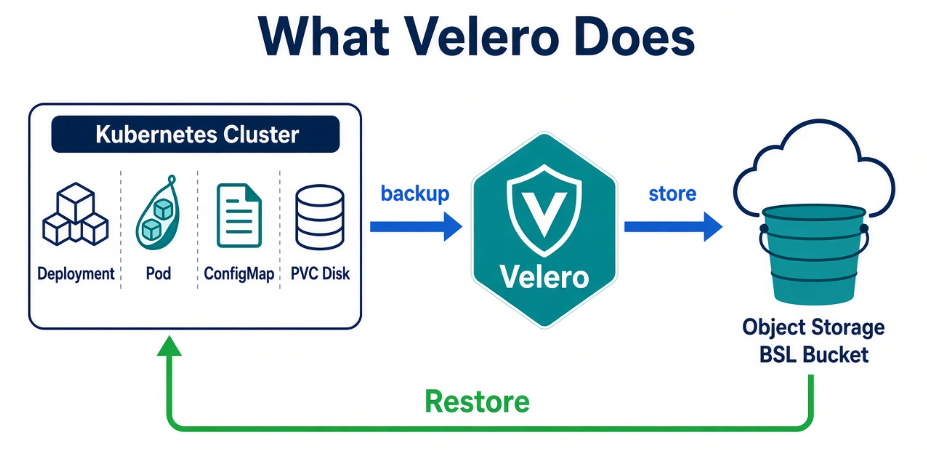 What Velero Does
Kubernetes Cluster
Deployment
Pod
ConfigMap
PVC Disk
backup
V
Velero
store
Object Storage
BSL Bucket
Restore